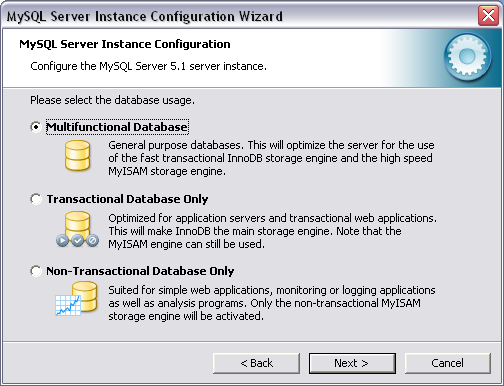 MySQL Server Instance Configuration Wizard
MySQL Server Instance Configuration
Configure the MySQL Server 5.1 server instance.
Please select the database usage.
Multifunctional Database
General purpose databases. This will optimize the server for the use
of the fast transactional InnoDB storage engine and the high speed
MyISAM storage engine.
Transactional Database Only
Optimized for application servers and transactional web applications.
This will make InnoDB the main storage engine. Note that the
MyISAM engine can still be used.
Non-Transactional Database Only
Suited for simple web applications, monitoring or logging applications
as well as analysis programs. Only the non-transactional MyISAM
storage engine will be activated.
< Back
Next >
Cancel